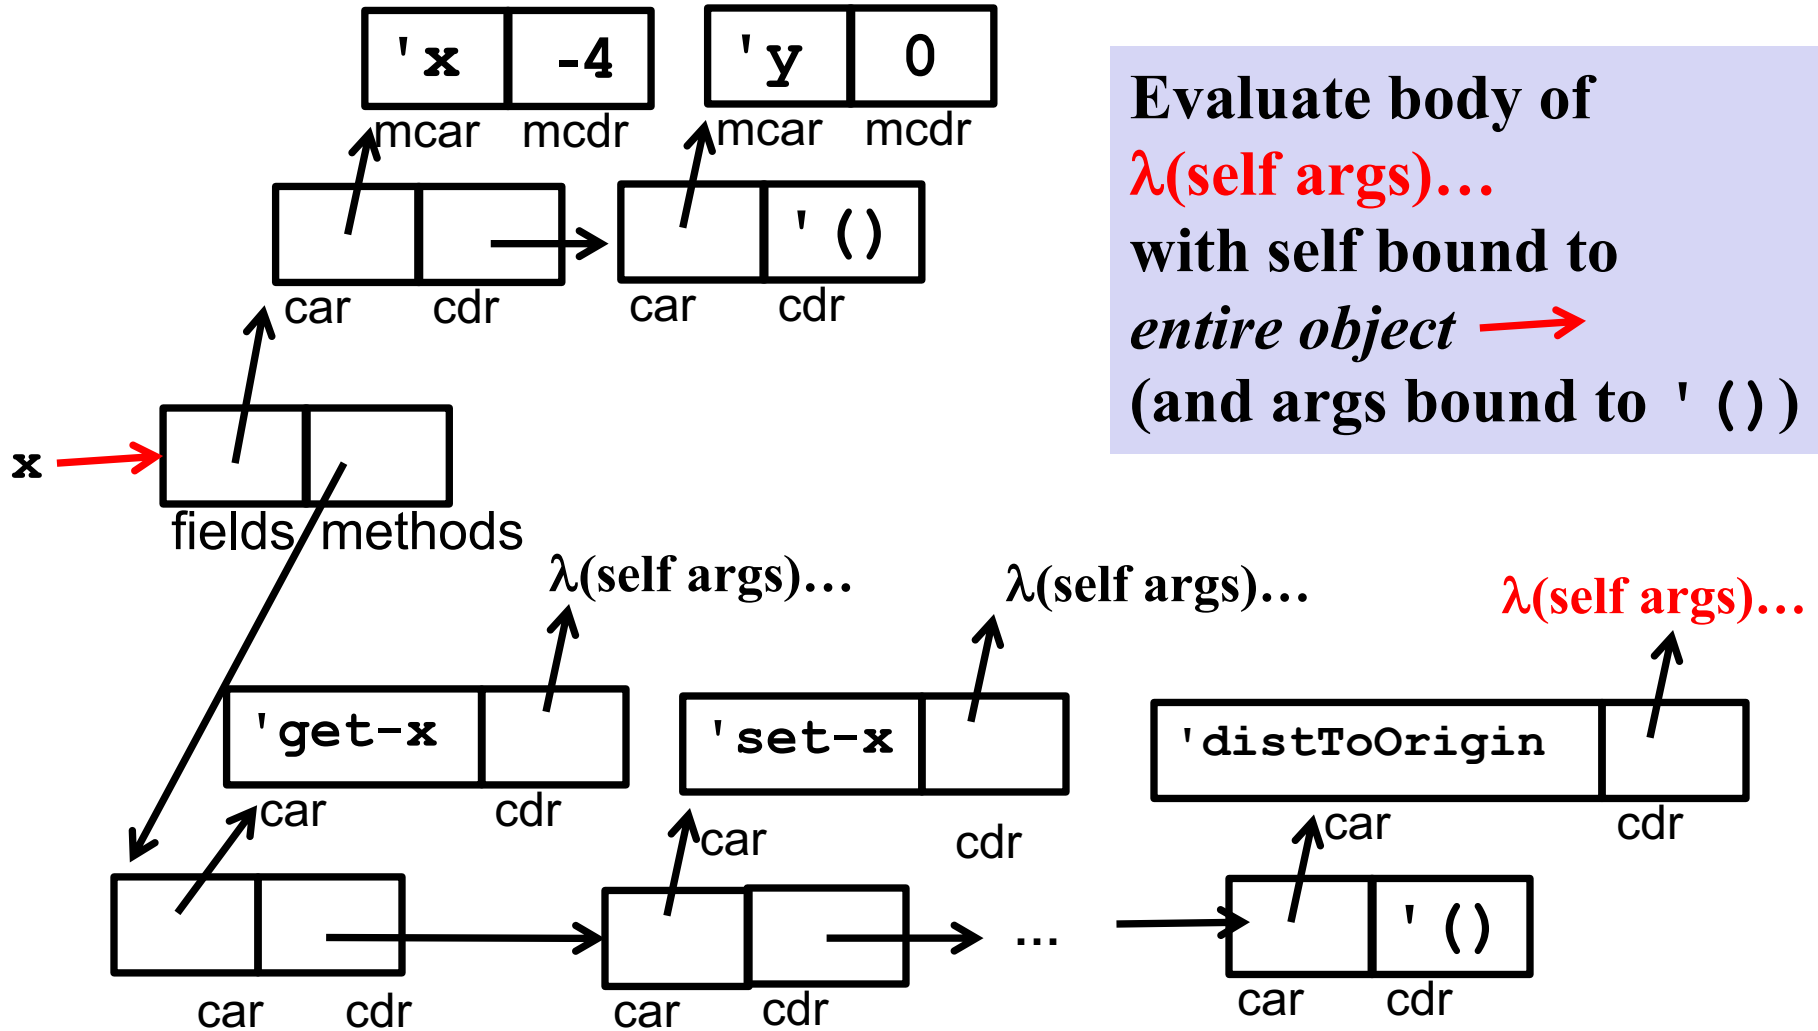 'x -4 'y 0
mcar mcdr mcar mcdr
Evaluate body of
λ(self args)…
with self bound to
entire object
(and args bound to '())
'()
car cdr car cdr
x
fields methods
λ(self args)… λ(self args)… λ(self args)…
'get-x 'set-x 'distToOrigin
car cdr car cdr car cdr
… '()
car cdr car cdr car cdr